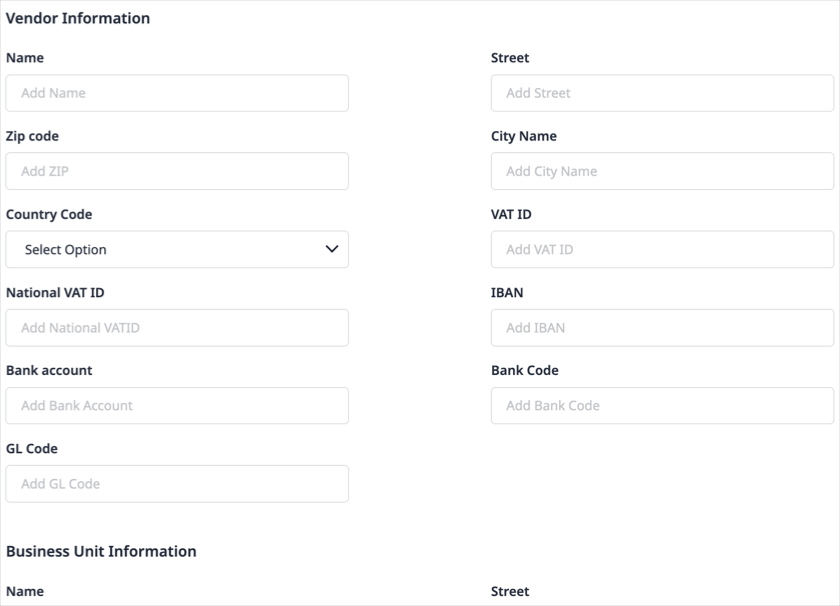 Vendor Information
Name Street
Add Name Add Street
Zip code City Name
Add ZIP Add City Name
Country Code VAT ID
Select Option Add VAT ID
National VAT ID IBAN
Add National VATID Add IBAN
Bank account Bank Code
Add Bank Account Add Bank Code
GL Code
Add GL Code
Business Unit Information
Name Street